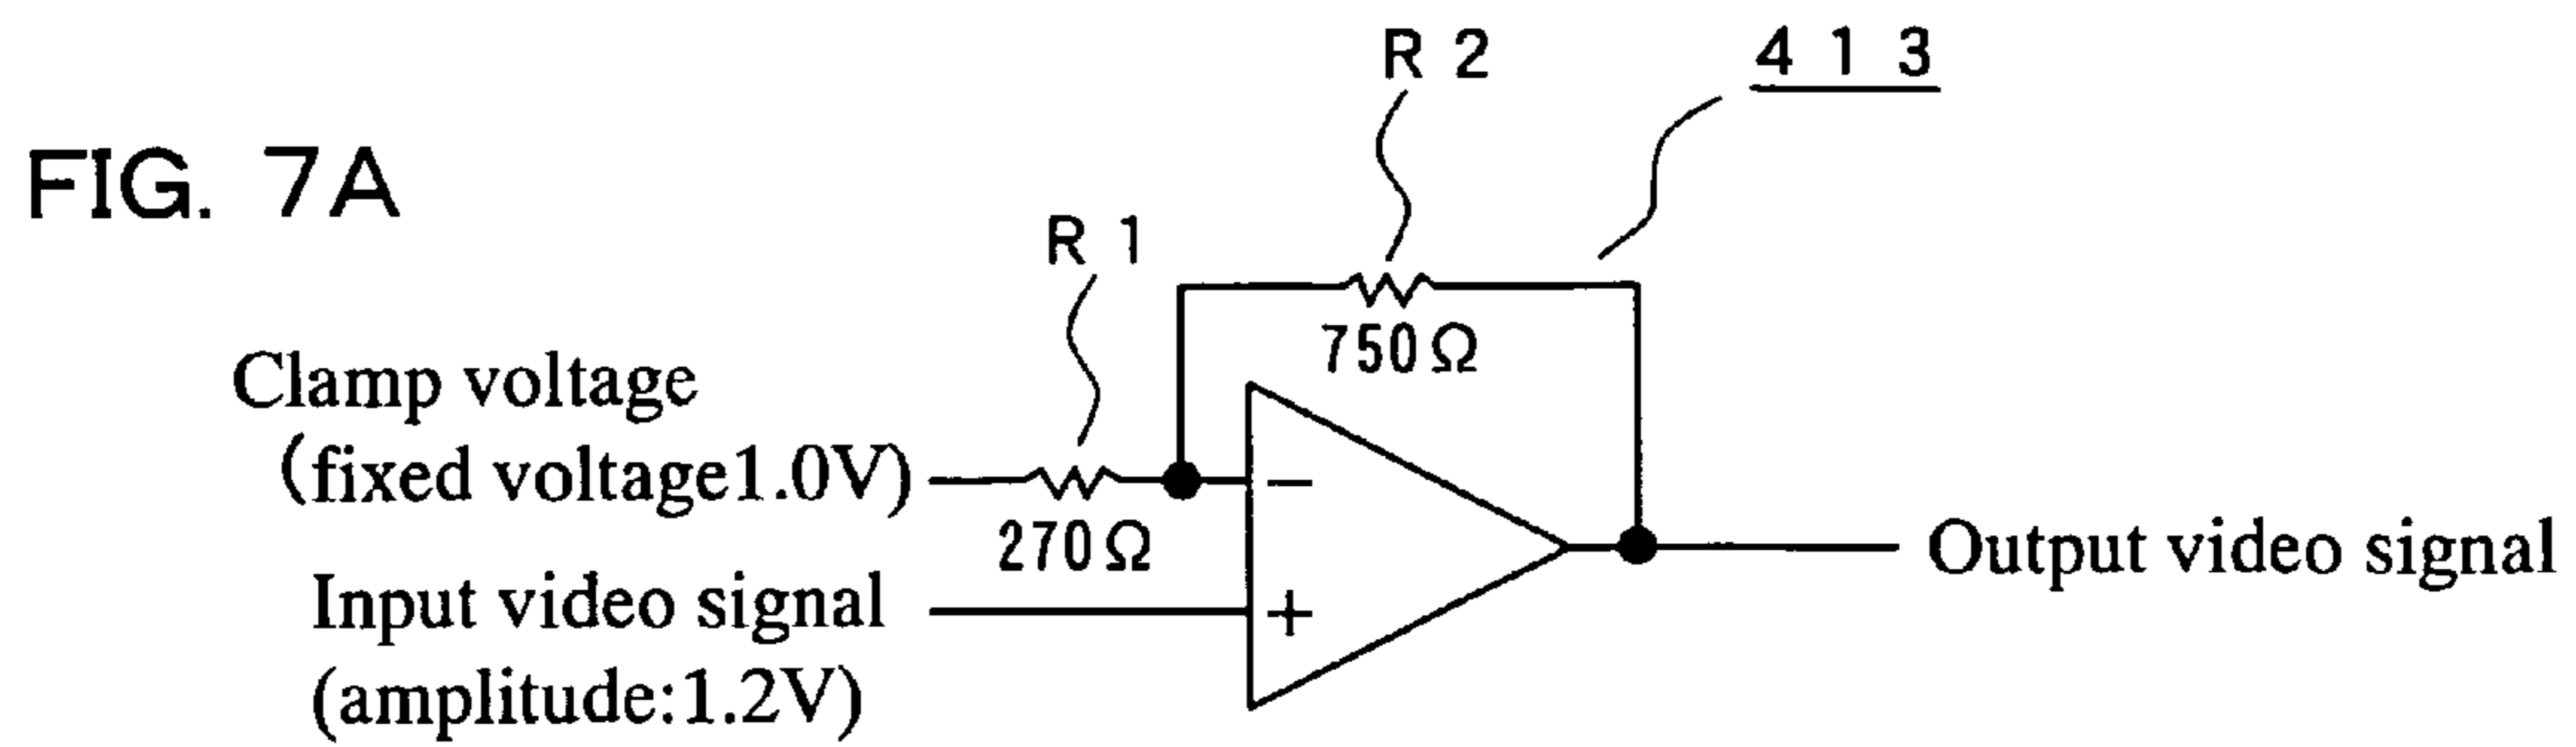 FIG. 7A
R 2
4 1 3
R 1
750Ω
Clamp voltage
(fixed voltage1.0V)
270Ω
−
+
Input video signal
(amplitude:1.2V)
Output video signal